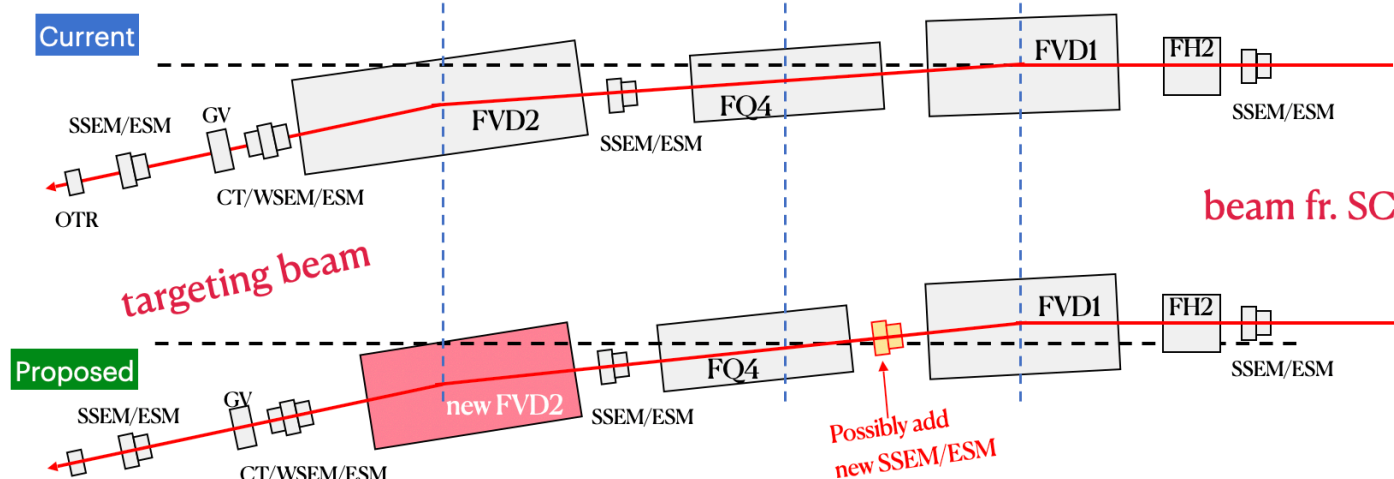 Current
FVD1
FH2
GV
SSEM/ESM
FVD2
FQ4
SSEM/ESM
SSEM/ESM
CT/WSEM/ESM
OTR
beam fr. SC
targeting beam
Proposed
FVD1
FH2
FQ4
SSEM/ESM
GV
SSEM/ESM
new FVD2
SSEM/ESM
Possibly add
new SSEM/ESM
CT/WSEM/ESM